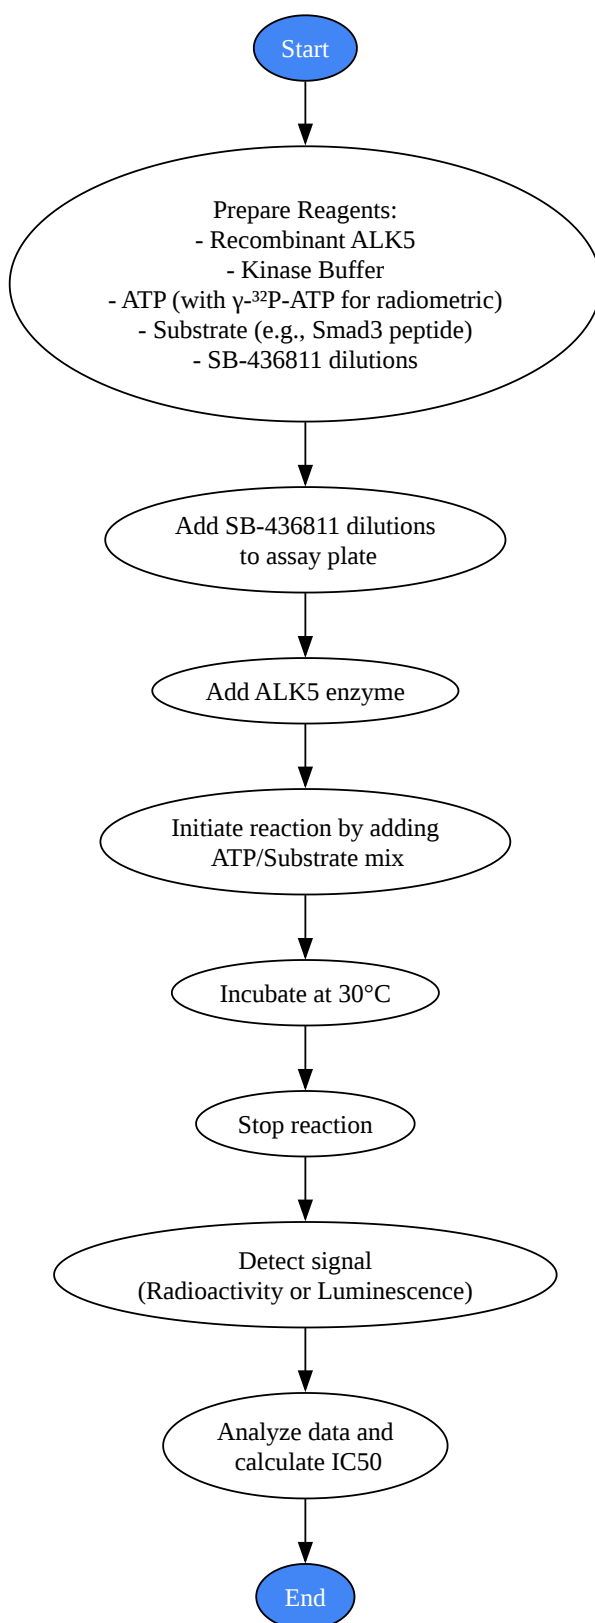 Start
Prepare Reagents:
- Recombinant ALK5
- Kinase Buffer
- ATP (with γ-³²P-ATP for radiometric)
- Substrate (e.g., Smad3 peptide)
- SB-436811 dilutions
Add SB-436811 dilutions
to assay plate
Add ALK5 enzyme
Initiate reaction by adding
ATP/Substrate mix
Incubate at 30°C
Stop reaction
Detect signal
(Radioactivity or Luminescence)
Analyze data and
calculate IC50
End